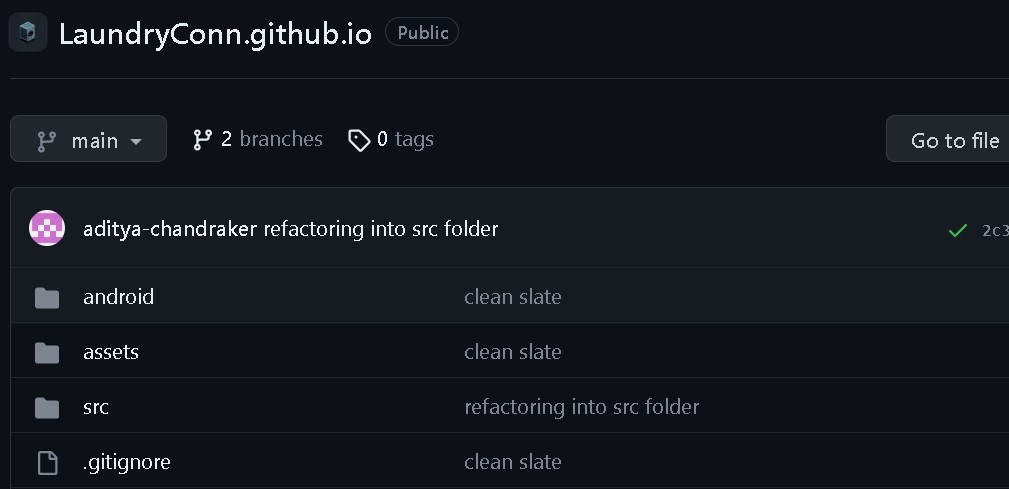 LaundryConn.github.io Public
main 2 branches 0 tags Go to file
aditya-chandraker refactoring into src folder 2c3
android clean slate
assets clean slate
src refactoring into src folder
.gitignore clean slate